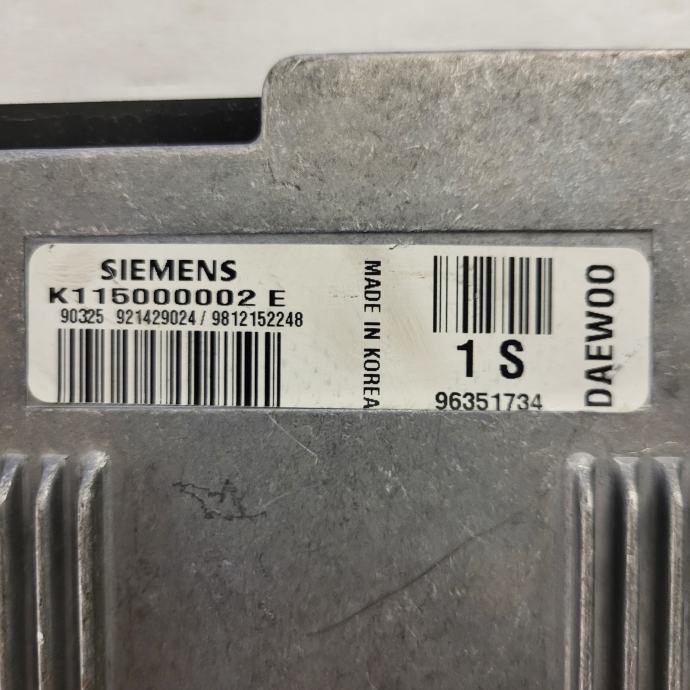 SIEMENS
K115000002 E
90325 921429024 / 9812152248
MADE IN KOREA
1 S
96351734
DAEWOO